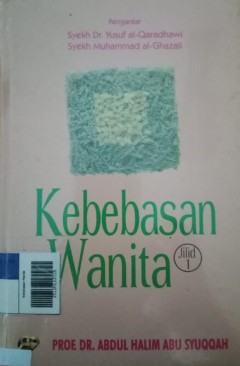 Pengantar
Syekh Dr. Yusuf al-Qaradhawi
Syekh Muhammad al-Ghazali
Kebebasan
Wanita
Jilid
1
PROF. DR. ABDUL HALIM ABU SYUQQAH